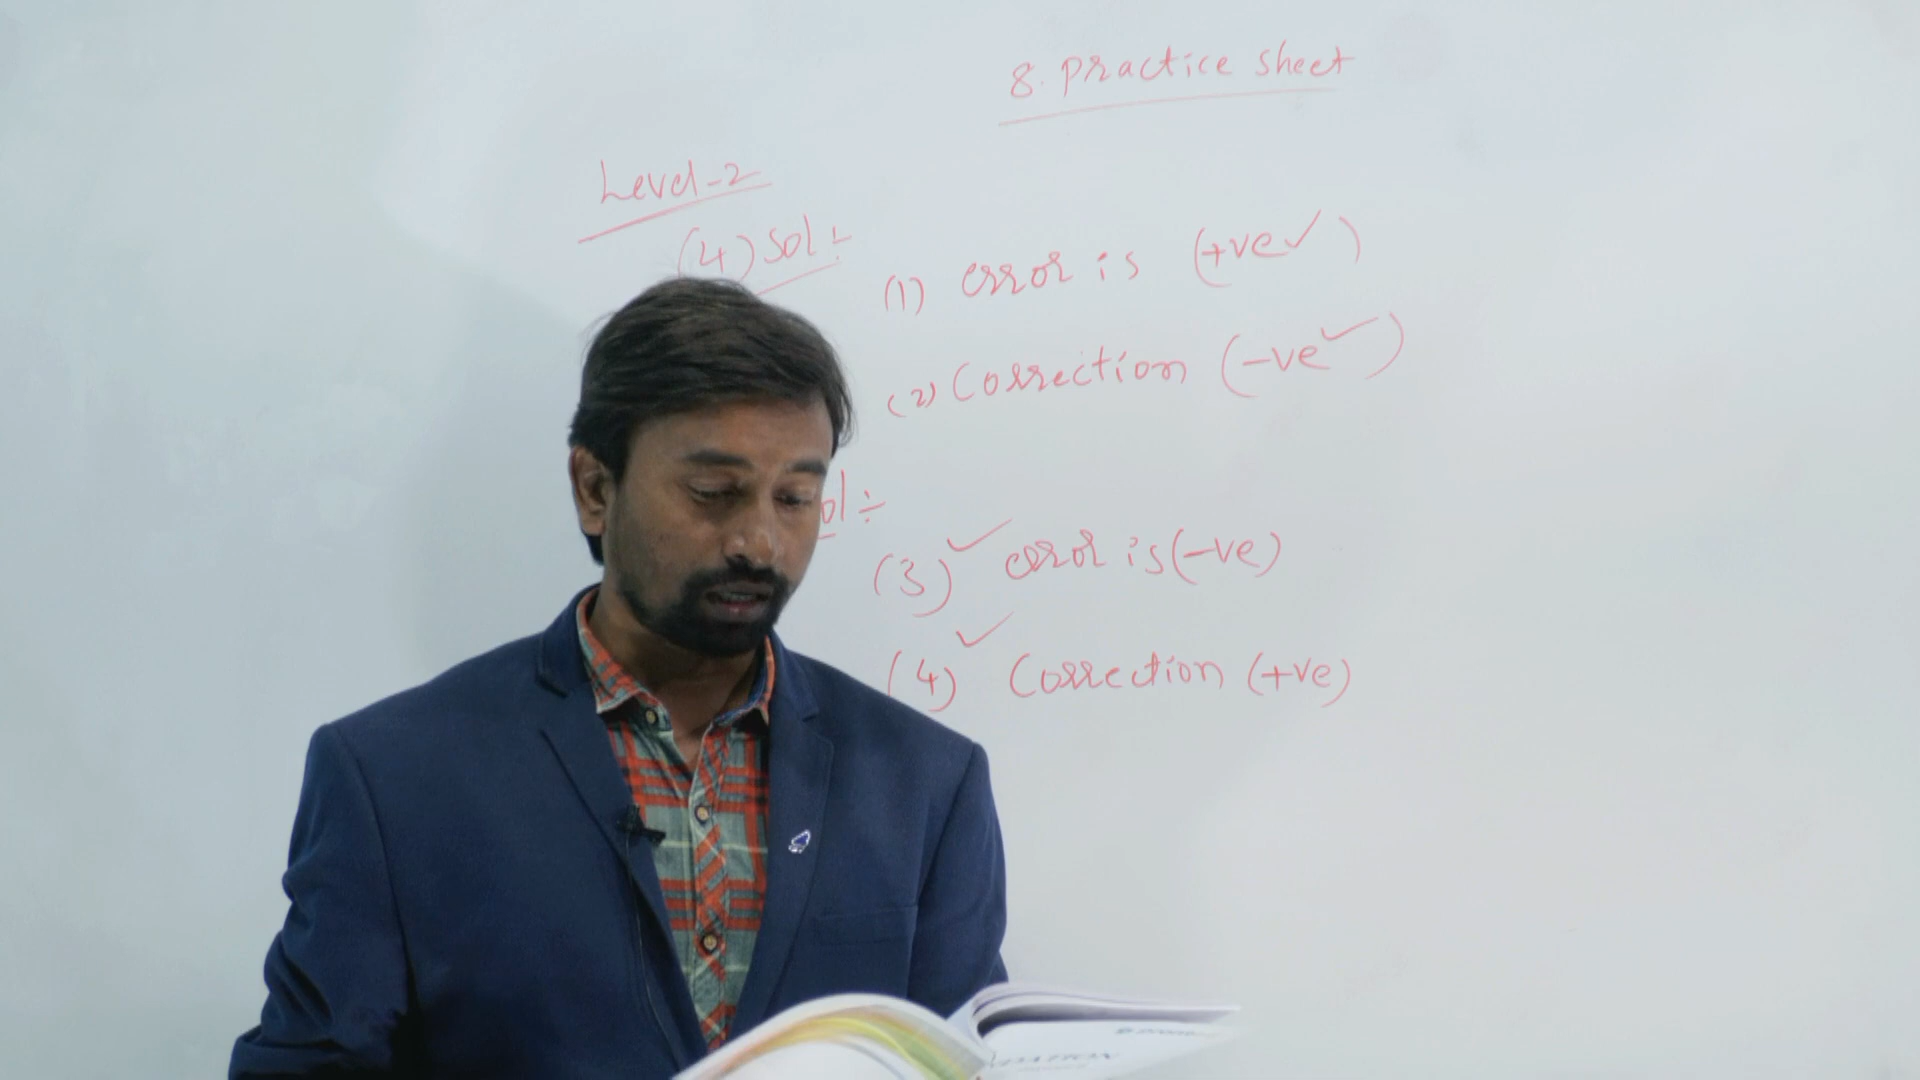 8. Practice sheet
Level-2
(4) Sol:
(1) error is (+ve✓)
(2) Correction (-ve✓)
ol ÷
(3)✓ error is (-ve)
(4)✓ Correction (+ve)